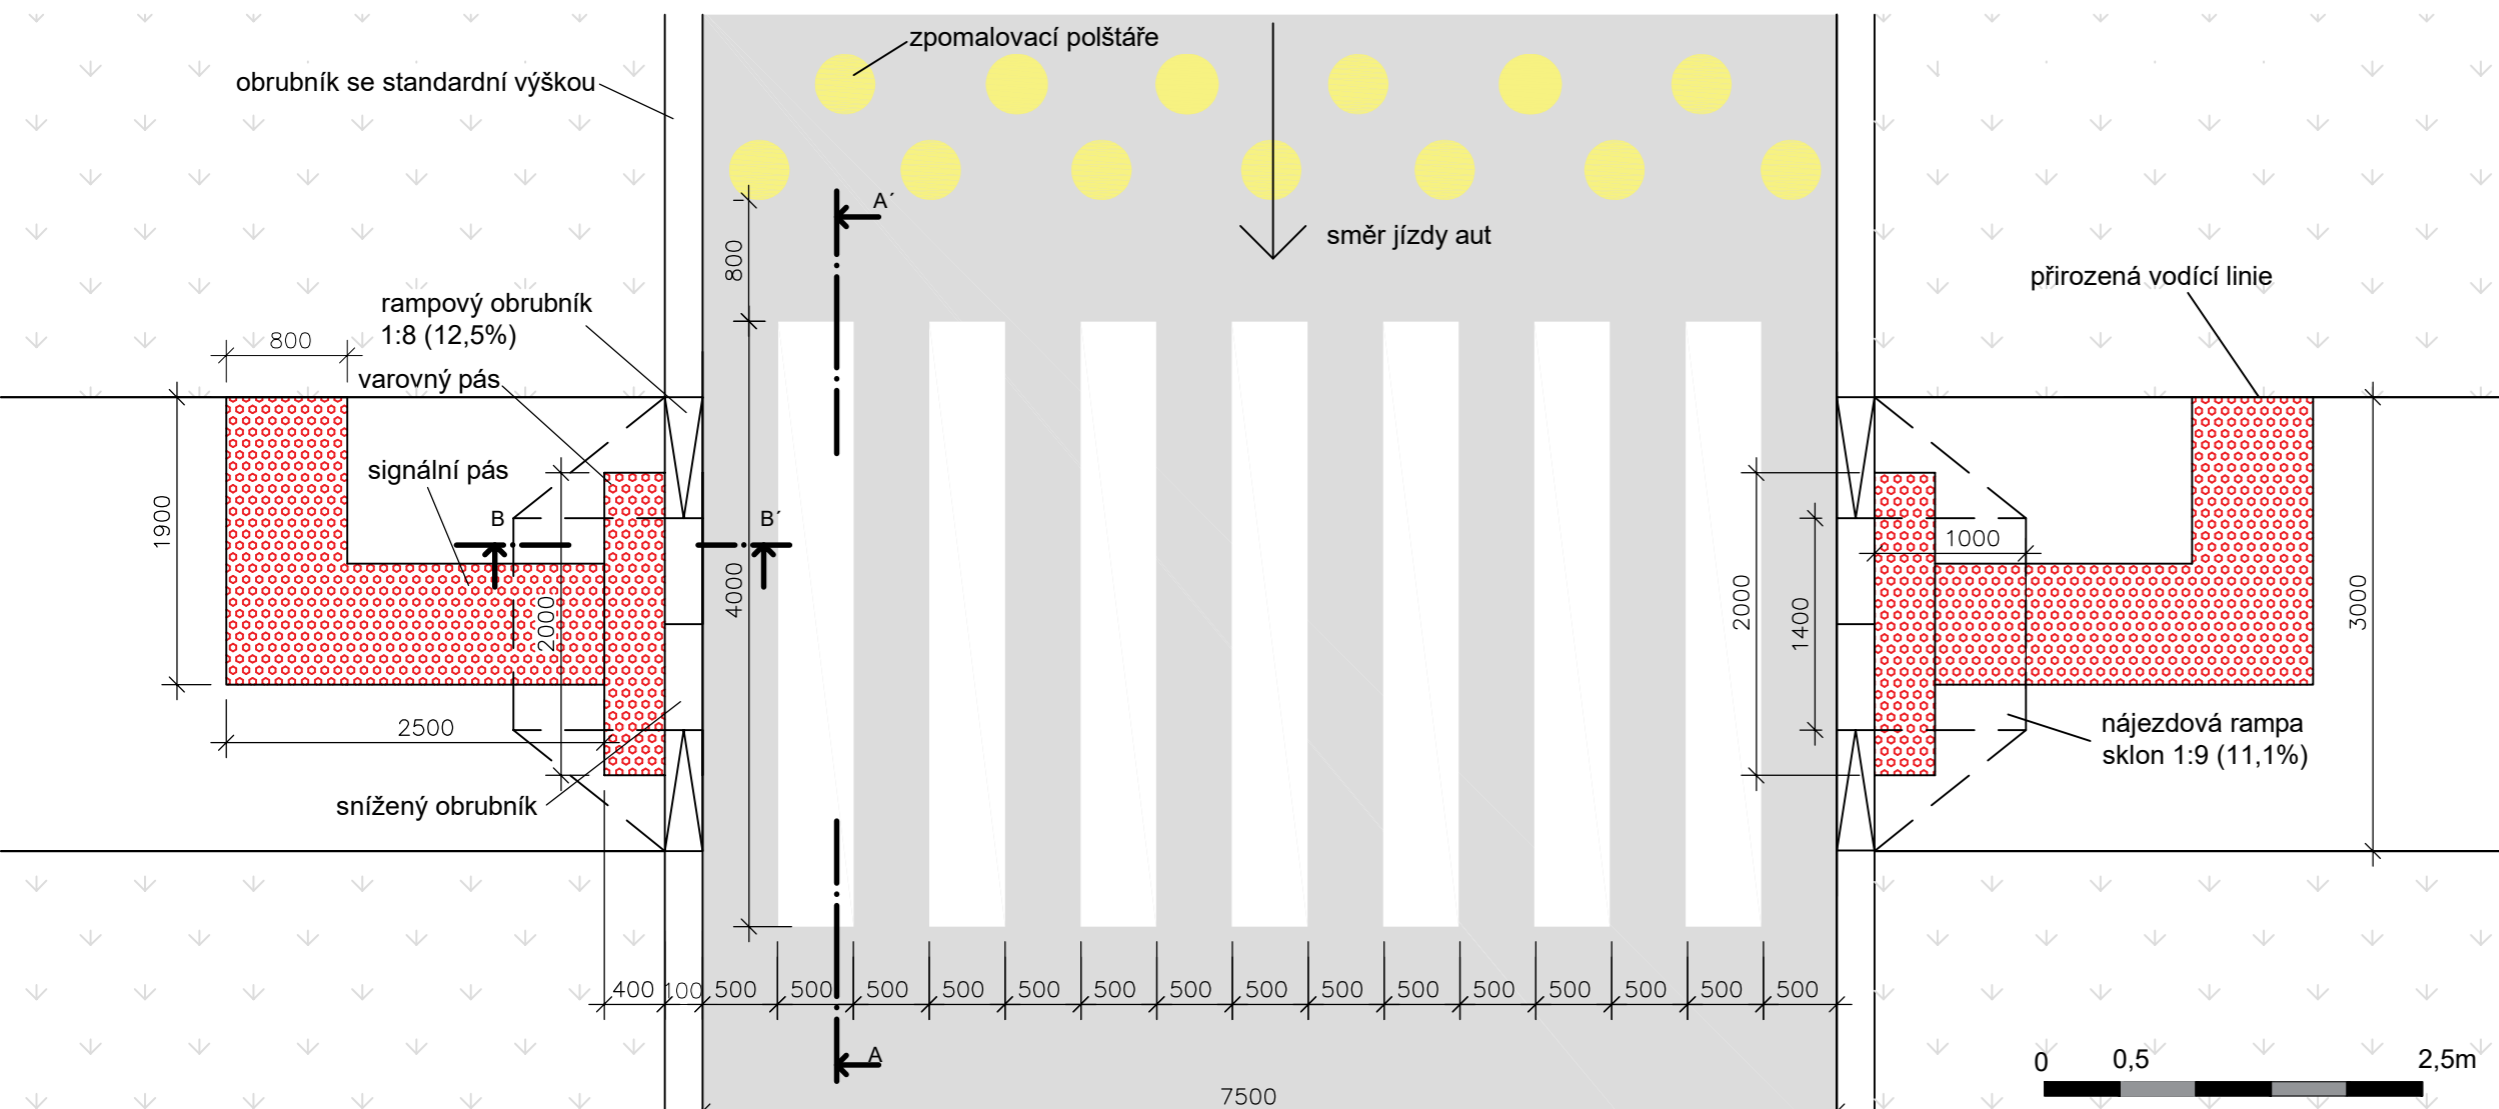 zpomalovací polštáře
obrubník se standardní výškou
A´
800
směr jízdy aut
přirozená vodící linie
rampový obrubník
1:8 (12,5%)
800
varovný pás
signální pás
1900
B
B´
4000
2000
2000
1400
1000
3000
2500
snížený obrubník
nájezdová rampa
sklon 1:9 (11,1%)
400 100 500 500 500 500 500 500 500 500 500 500 500 500 500 500 500
A
0 0,5 2,5m
7500